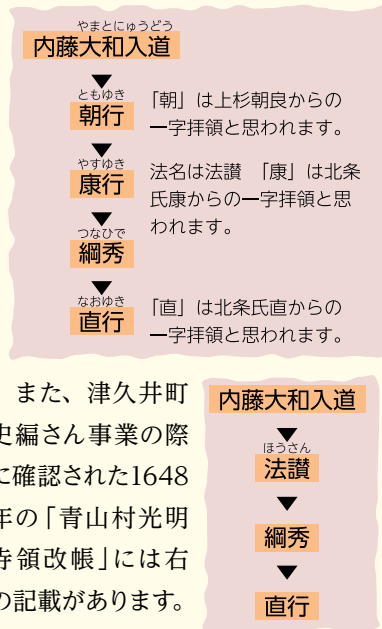 やまとにゅうどう
内藤大和入道
ともゆき
朝行
「朝」は上杉朝良からの
一字拝領と思われます。
やすゆき
康行
法名は法讃 「康」は北条
氏康からの一字拝領と思
われます。
つなひで
綱秀
なおゆき
直行
「直」は北条氏直からの
一字拝領と思われます。
また、津久井町
史編さん事業の際
に確認された1648
年の「青山村光明
寺領改帳」には右
の記載があります。
内藤大和入道
ほうさん
法讃
綱秀
直行